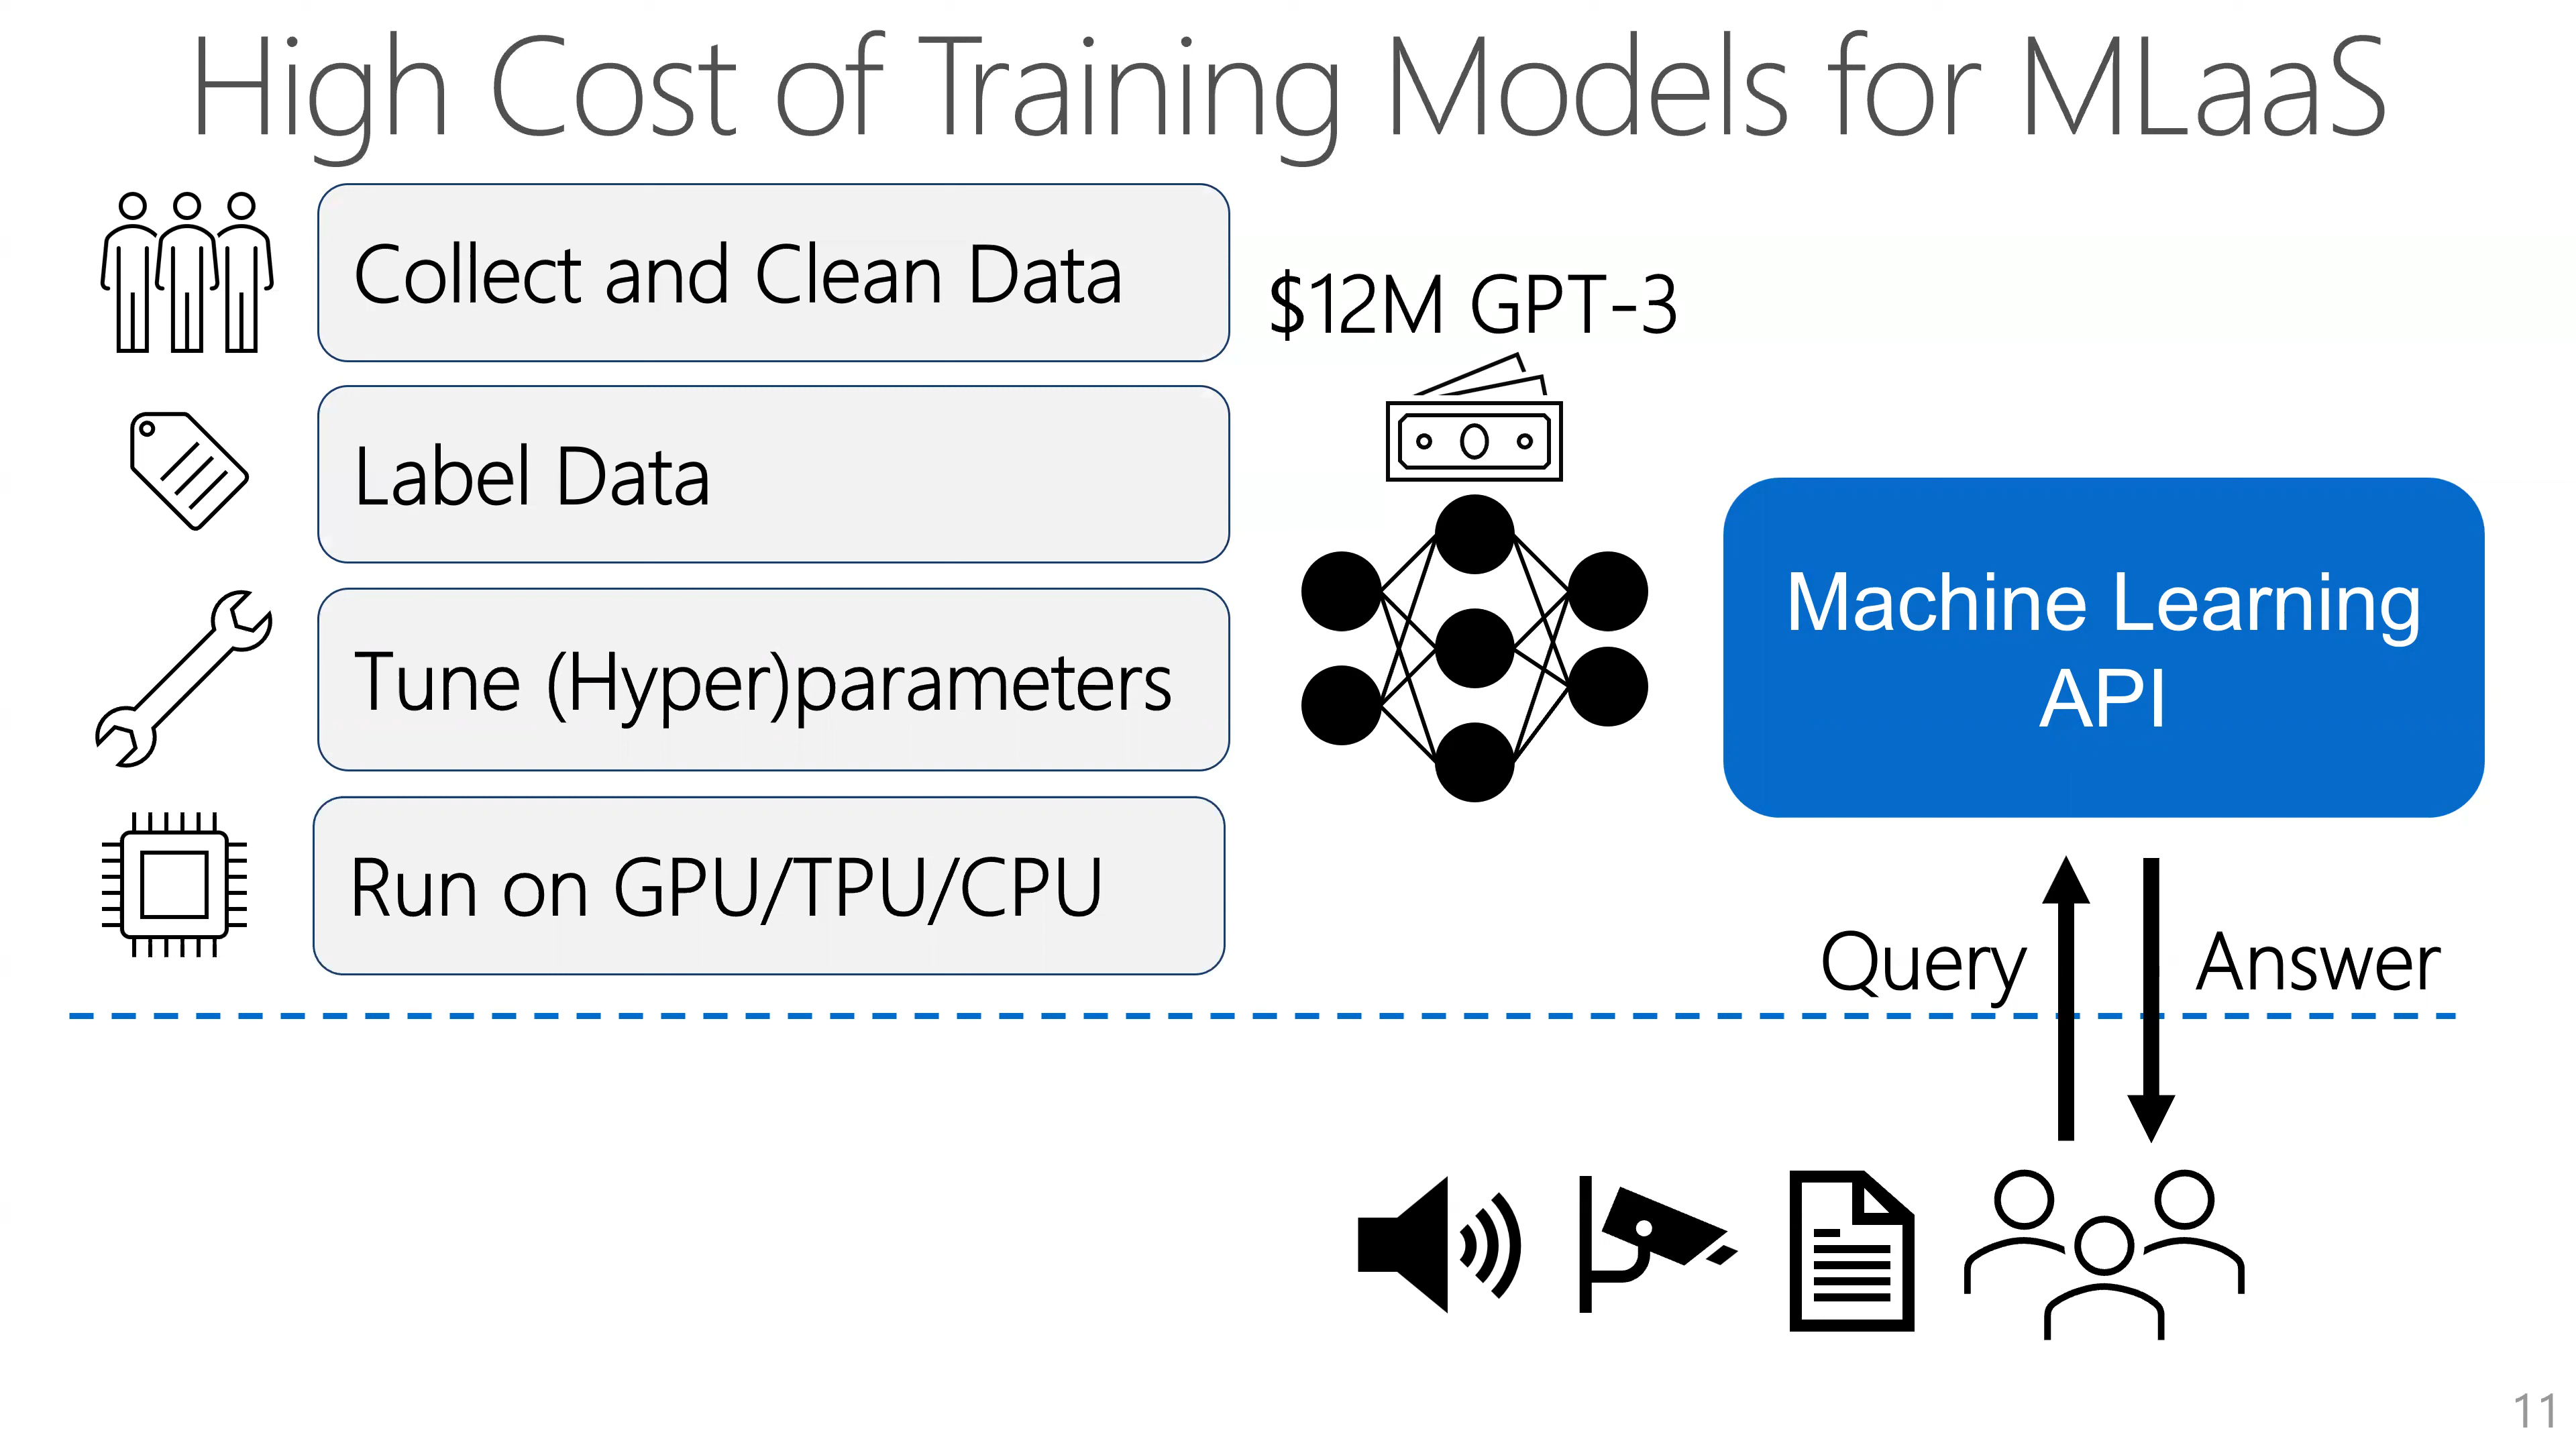 High Cost of Training Models for MLaaS
Collect and Clean Data
$12M GPT-3
Label Data
Machine Learning
API
Tune (Hyper)parameters
Run on GPU/TPU/CPU
Query
Answer
11